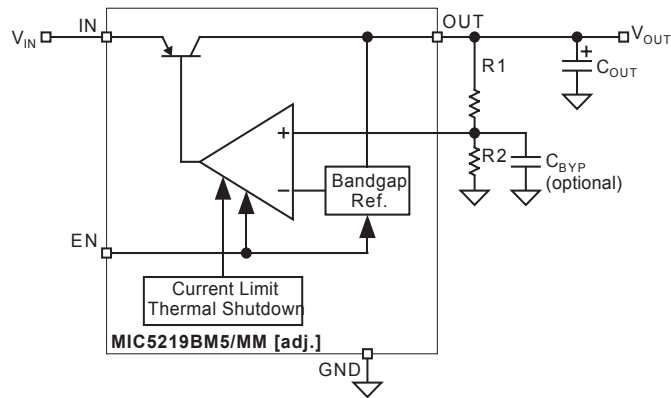 IN
OUT
V_IN
V_OUT
R1
+
C_OUT
+
R2
C_BYP
(optional)
−
Bandgap
Ref.
EN
Current Limit
Thermal Shutdown
MIC5219BM5/MM [adj.]
GND